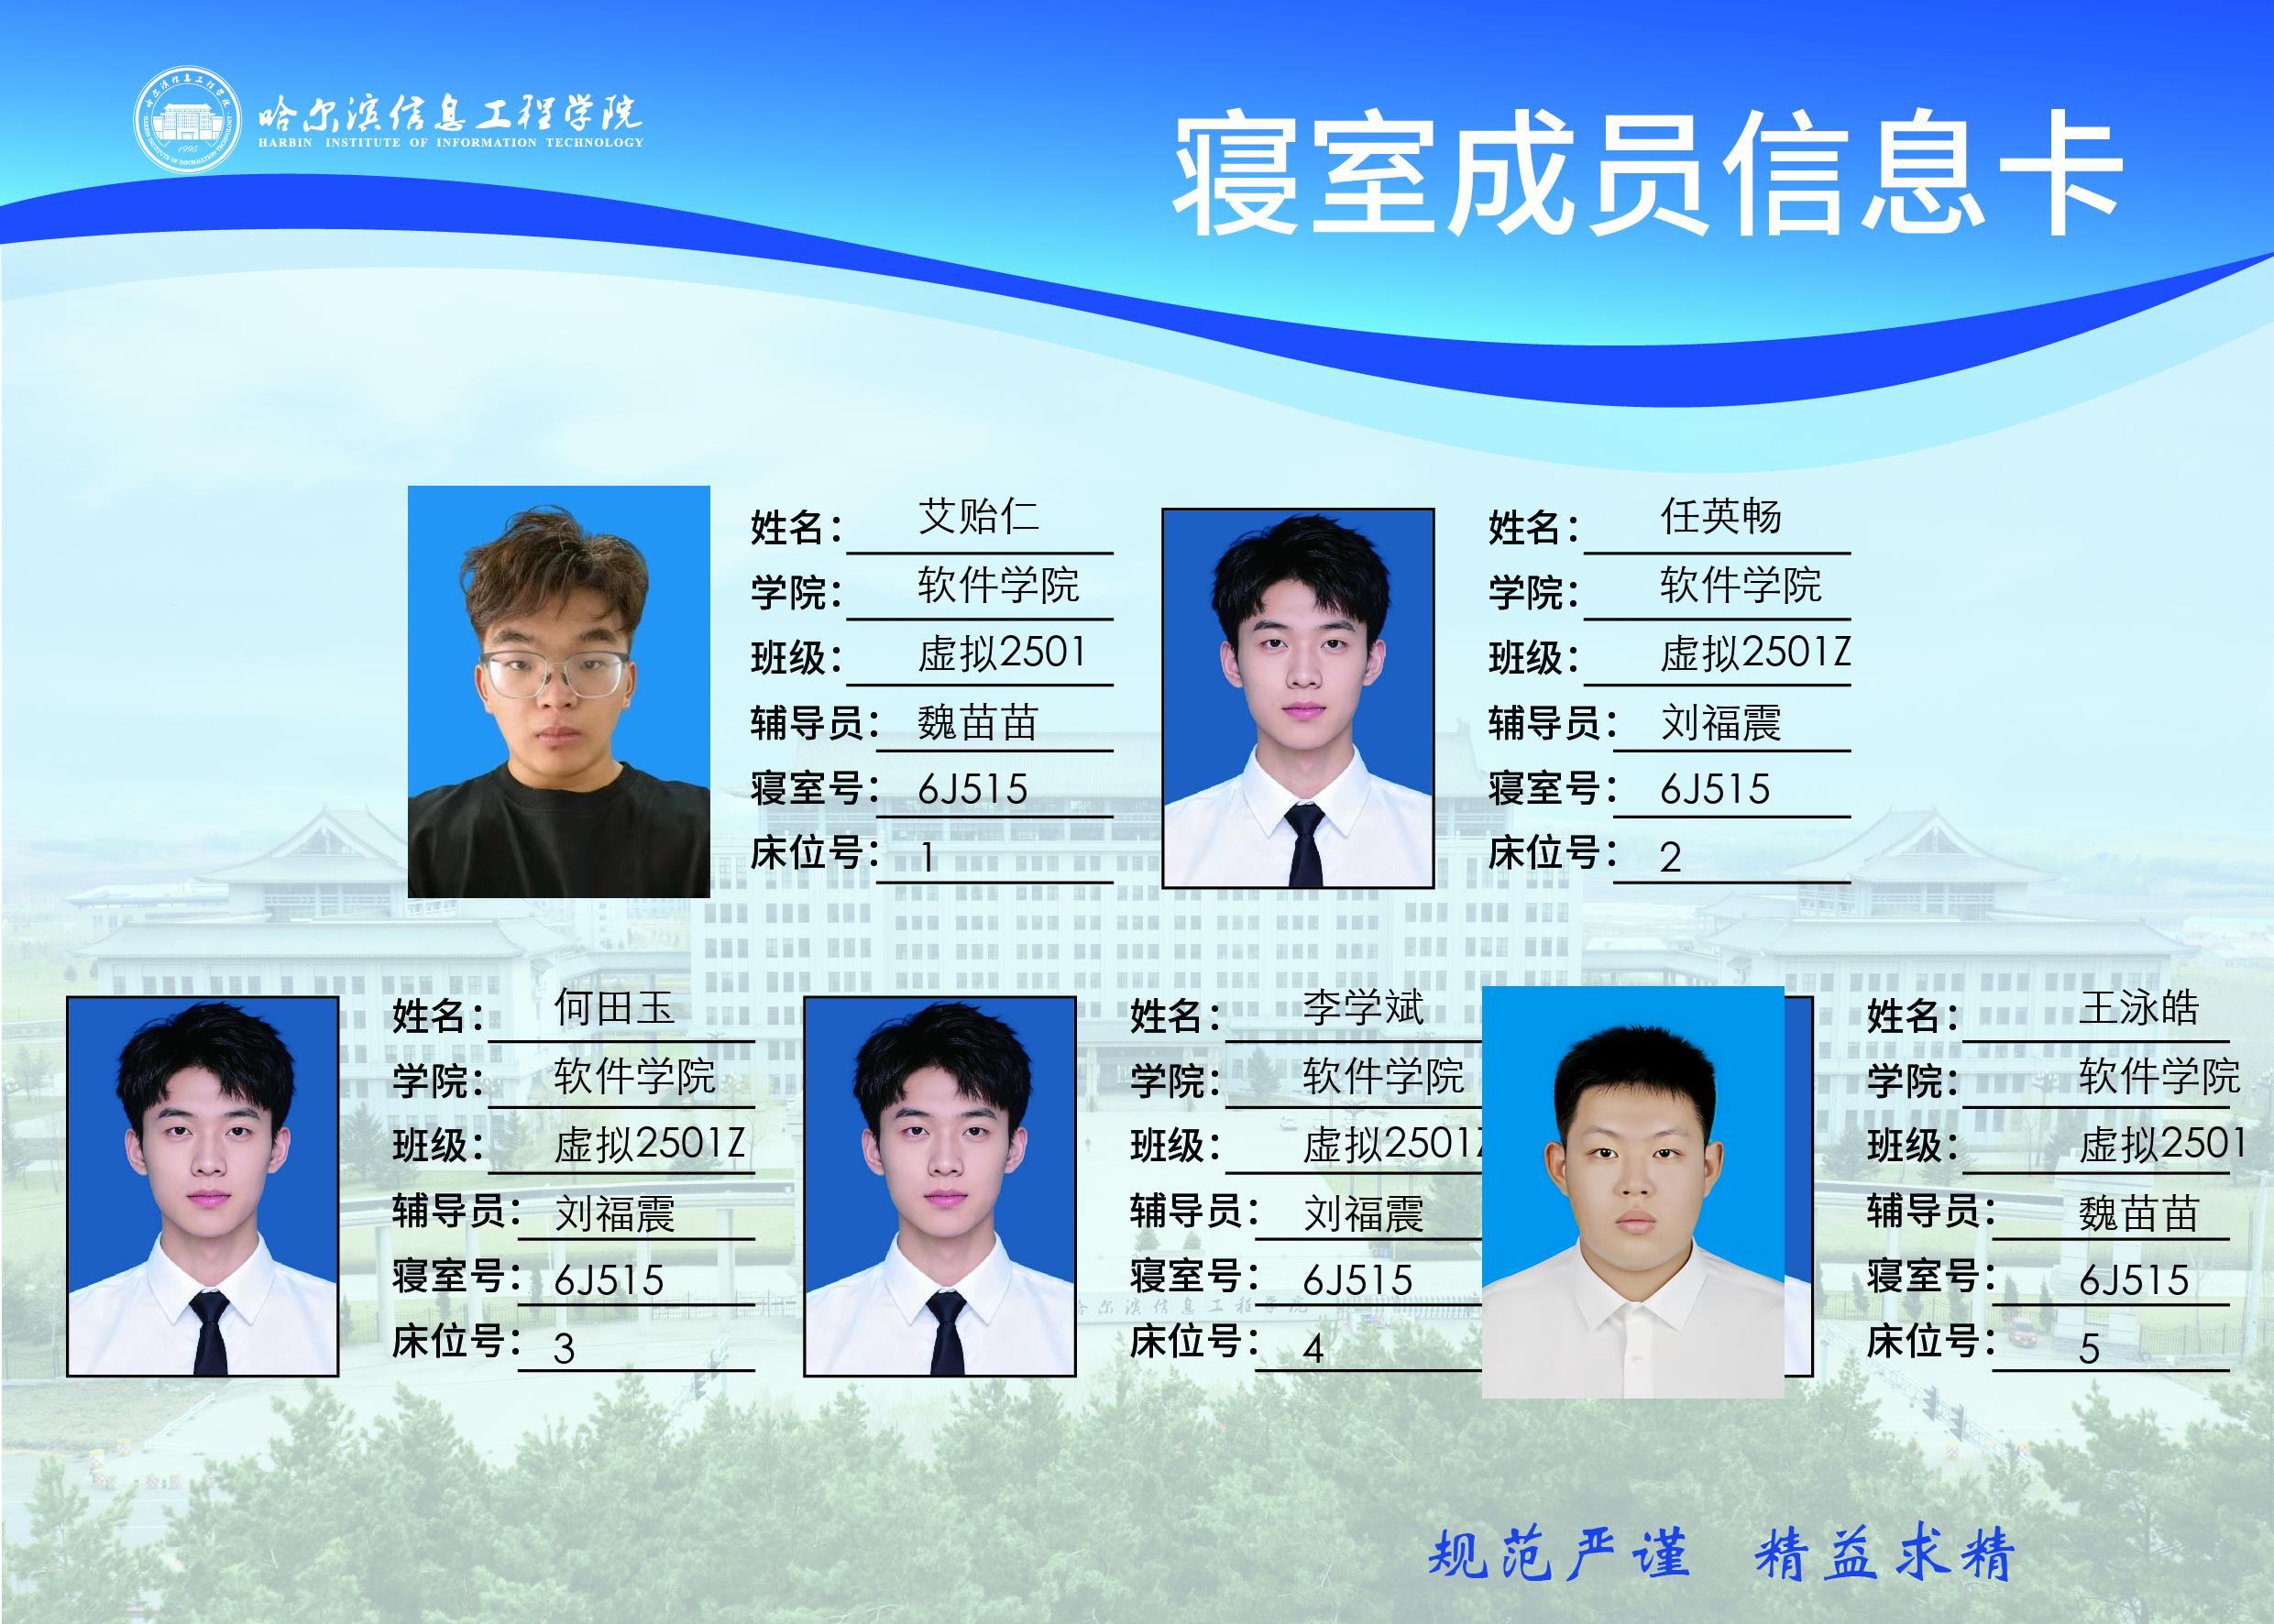 哈尔滨信息工程学院
HARBIN INSTITUTE OF INFORMATION TECHNOLOGY
1995
寝室成员信息卡
姓名： 艾贻仁
学院： 软件学院
班级： 虚拟2501
辅导员： 魏苗苗
寝室号： 6J515
床位号： 1
姓名： 任英畅
学院： 软件学院
班级： 虚拟2501Z
辅导员： 刘福震
寝室号： 6J515
床位号： 2
姓名： 何田玉
学院： 软件学院
班级： 虚拟2501Z
辅导员： 刘福震
寝室号： 6J515
床位号： 3
姓名： 李学斌
学院： 软件学院
班级： 虚拟2501Z
辅导员： 刘福震
寝室号： 6J515
床位号： 4
姓名： 王泳皓
学院： 软件学院
班级： 虚拟2501
辅导员： 魏苗苗
寝室号： 6J515
床位号： 5
哈尔滨信息工程学院
规范严谨 精益求精